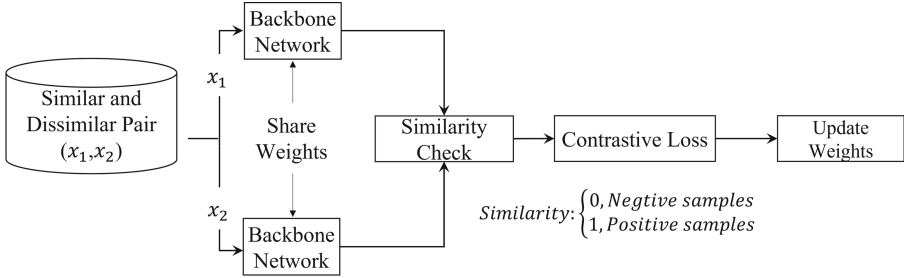 Similar and
Dissimilar Pair
(x₁,x₂)
x₁
x₂
Backbone
Network
Share
Weights
Backbone
Network
Similarity
Check
Contrastive Loss
Update
Weights
Similarity:{0, Negtive samples
1, Positive samples